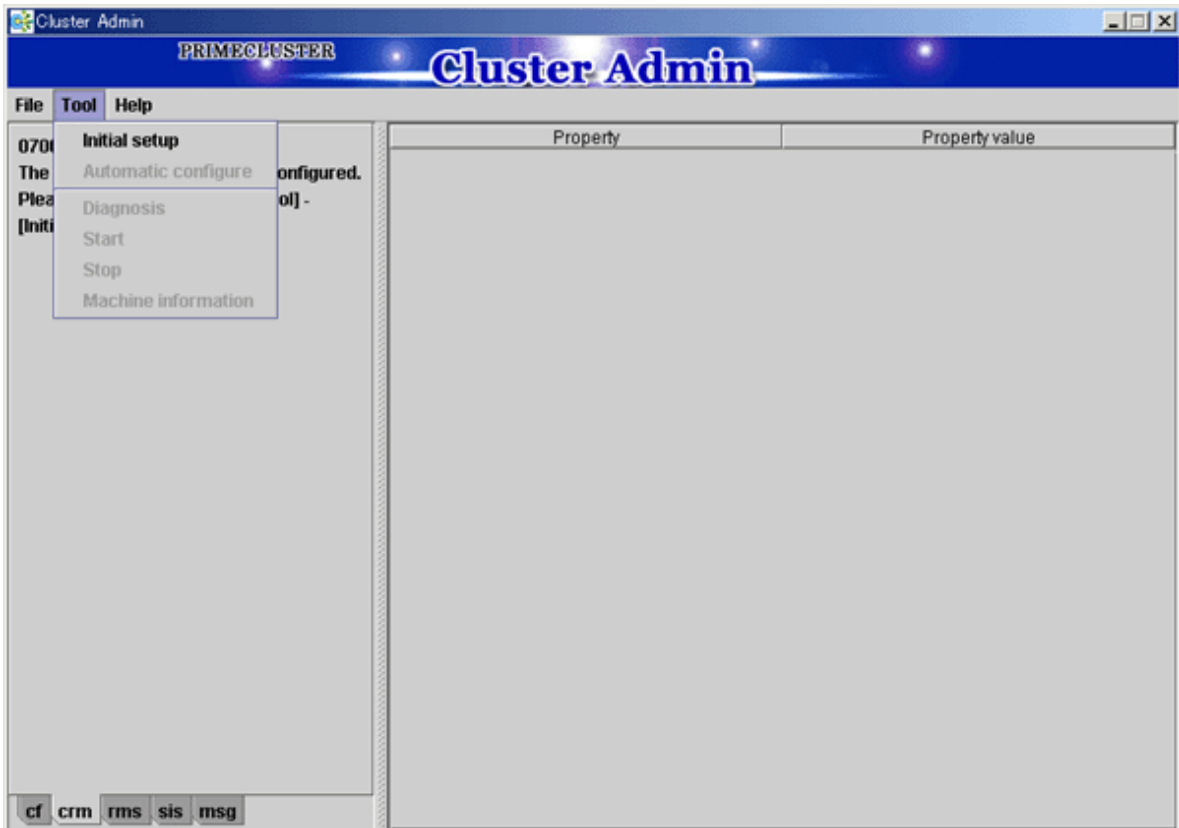 Cluster Admin
PRIMECLUSTER
Cluster Admin
File Tool Help
Initial setup
Automatic configure
Diagnosis
Start
Stop
Machine information
The onfigured.
Plea ol] -
[Initi
Property Property value
cf crm rms sis msg